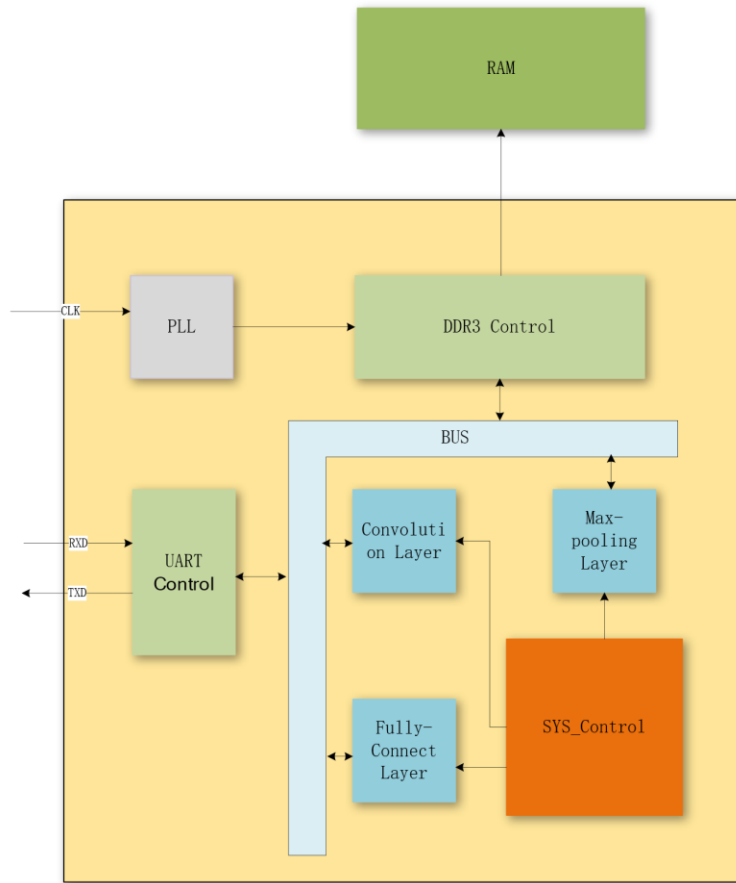 RAM
CLK
PLL
DDR3 Control
BUS
RXD
TXD
UART
Control
Convoluti
on Layer
Max-
pooling
Layer
Fully-
Connect
Layer
SYS_Control